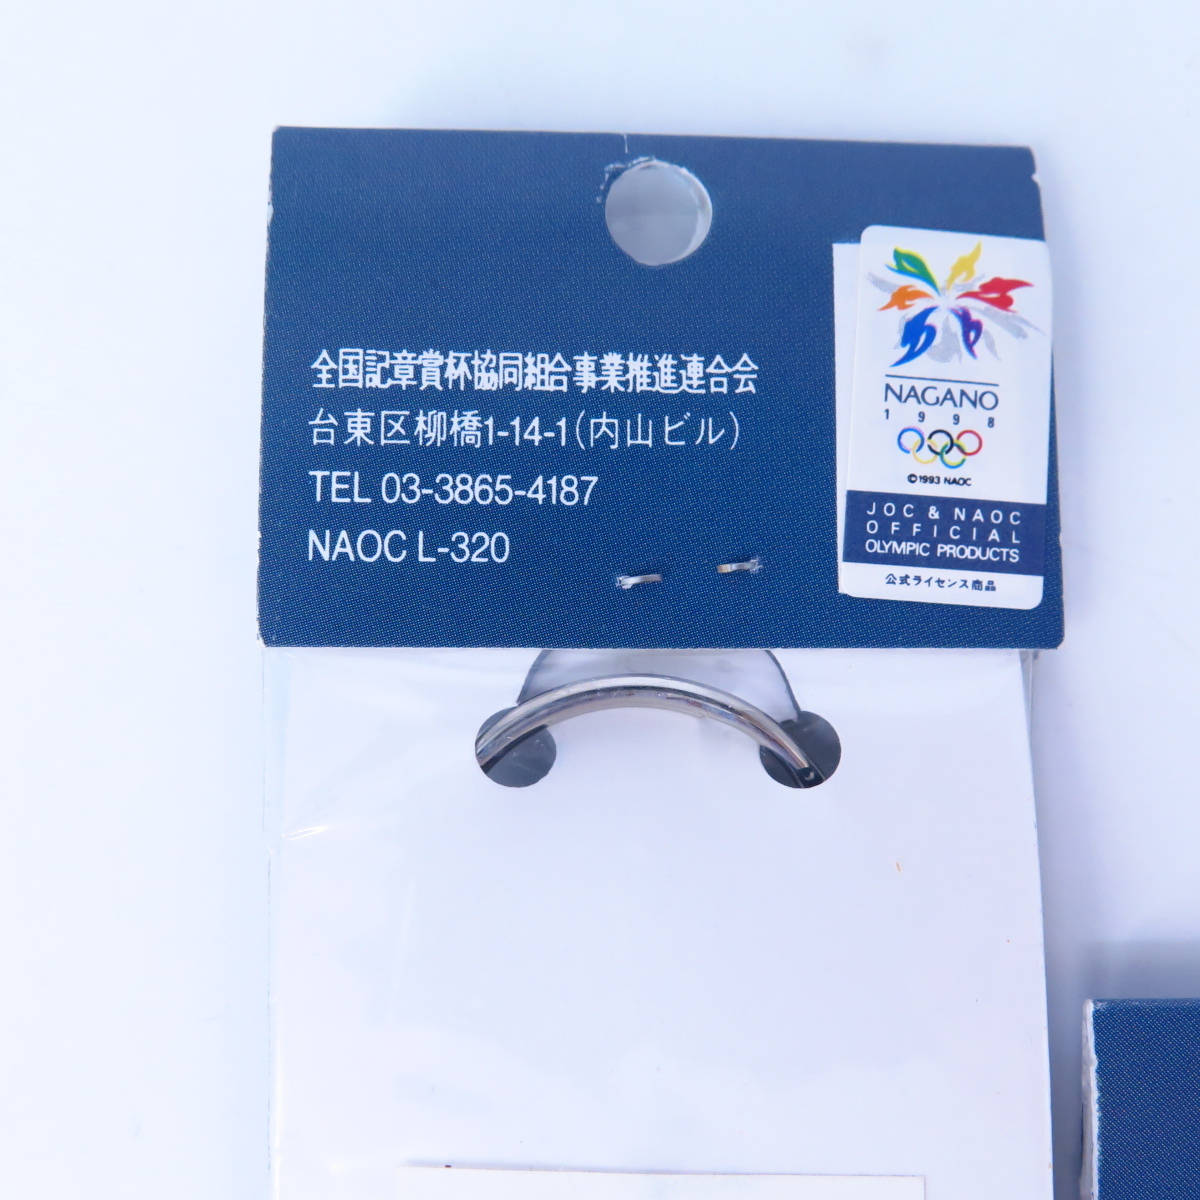 全国記章賞杯協同組合事業推進連合会
台東区柳橋1-14-1(内山ビル)
TEL 03-3865-4187
NAOC L-320
NAGANO
1998
©1993 NAOC
JOC & NAOC
OFFICIAL
OLYMPIC PRODUCTS
公式ライセンス商品